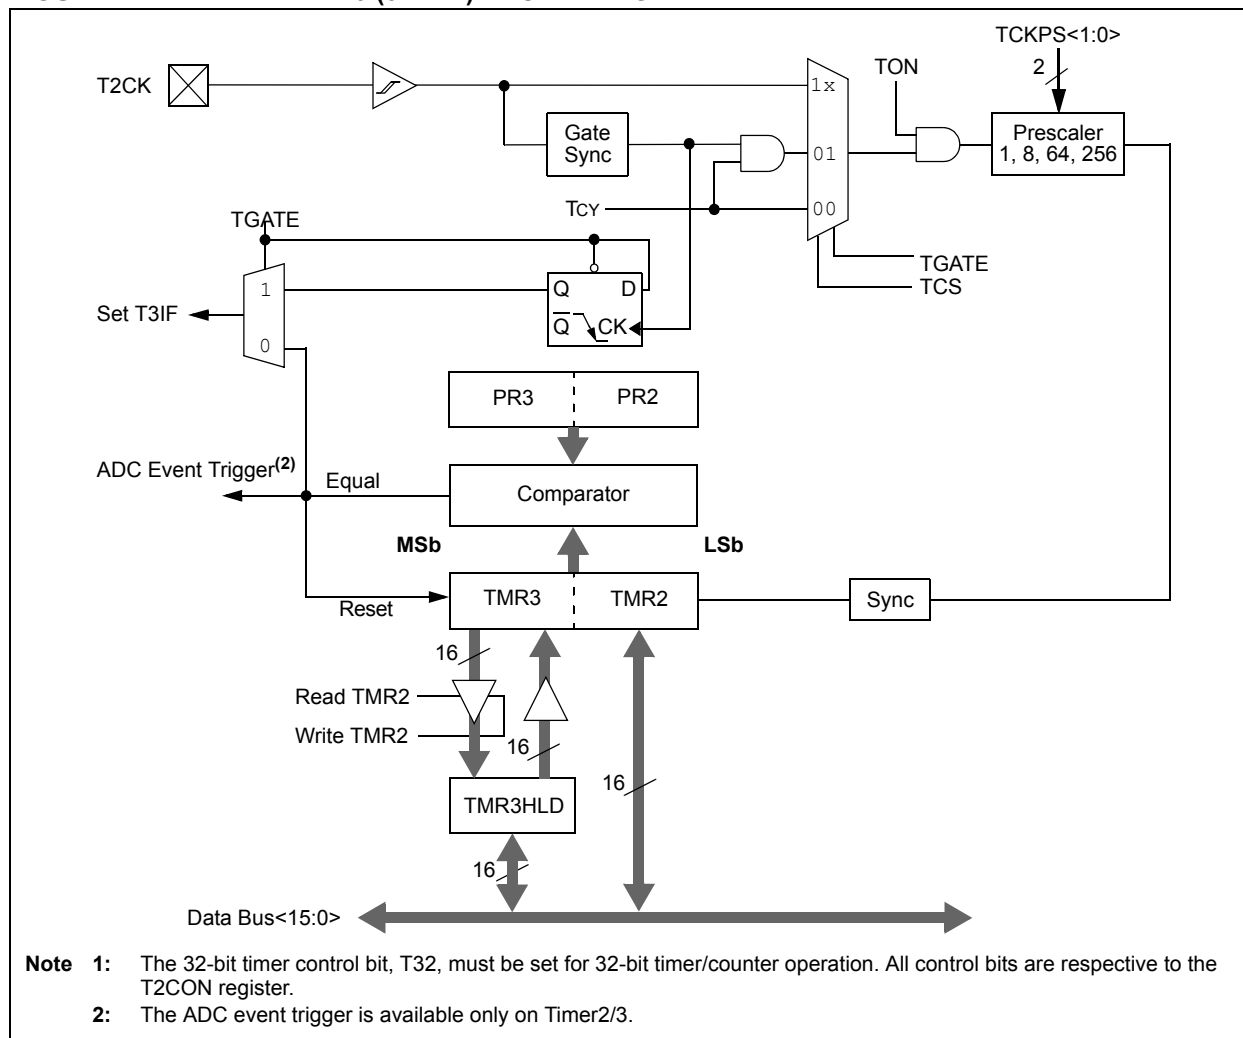 TCKPS<1:0>
2
T2CK
TON
1x
Gate
Sync
Prescaler
1, 8, 64, 256
01
TCY
00
TGATE
TGATE
TCS
1
Q D
Set T3IF
Q CK
0
PR3 PR2
ADC Event Trigger(2)
Equal
Comparator
MSb LSb
TMR3 TMR2
Sync
Reset
16
Read TMR2
Write TMR2
16
16
TMR3HLD
16
Data Bus<15:0>
Note 1: The 32-bit timer control bit, T32, must be set for 32-bit timer/counter operation. All control bits are respective to the
T2CON register.
2: The ADC event trigger is available only on Timer2/3.